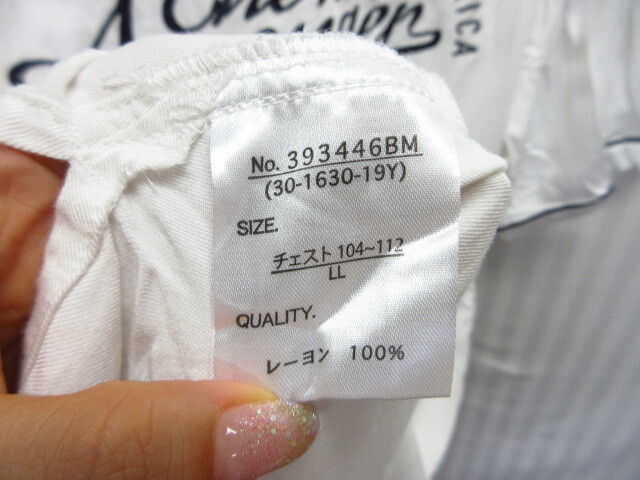 ICA
No. 393446BM
(30-1630-19Y)
SIZE.
チェスト 104~112
LL
QUALITY.
レーヨン 100%